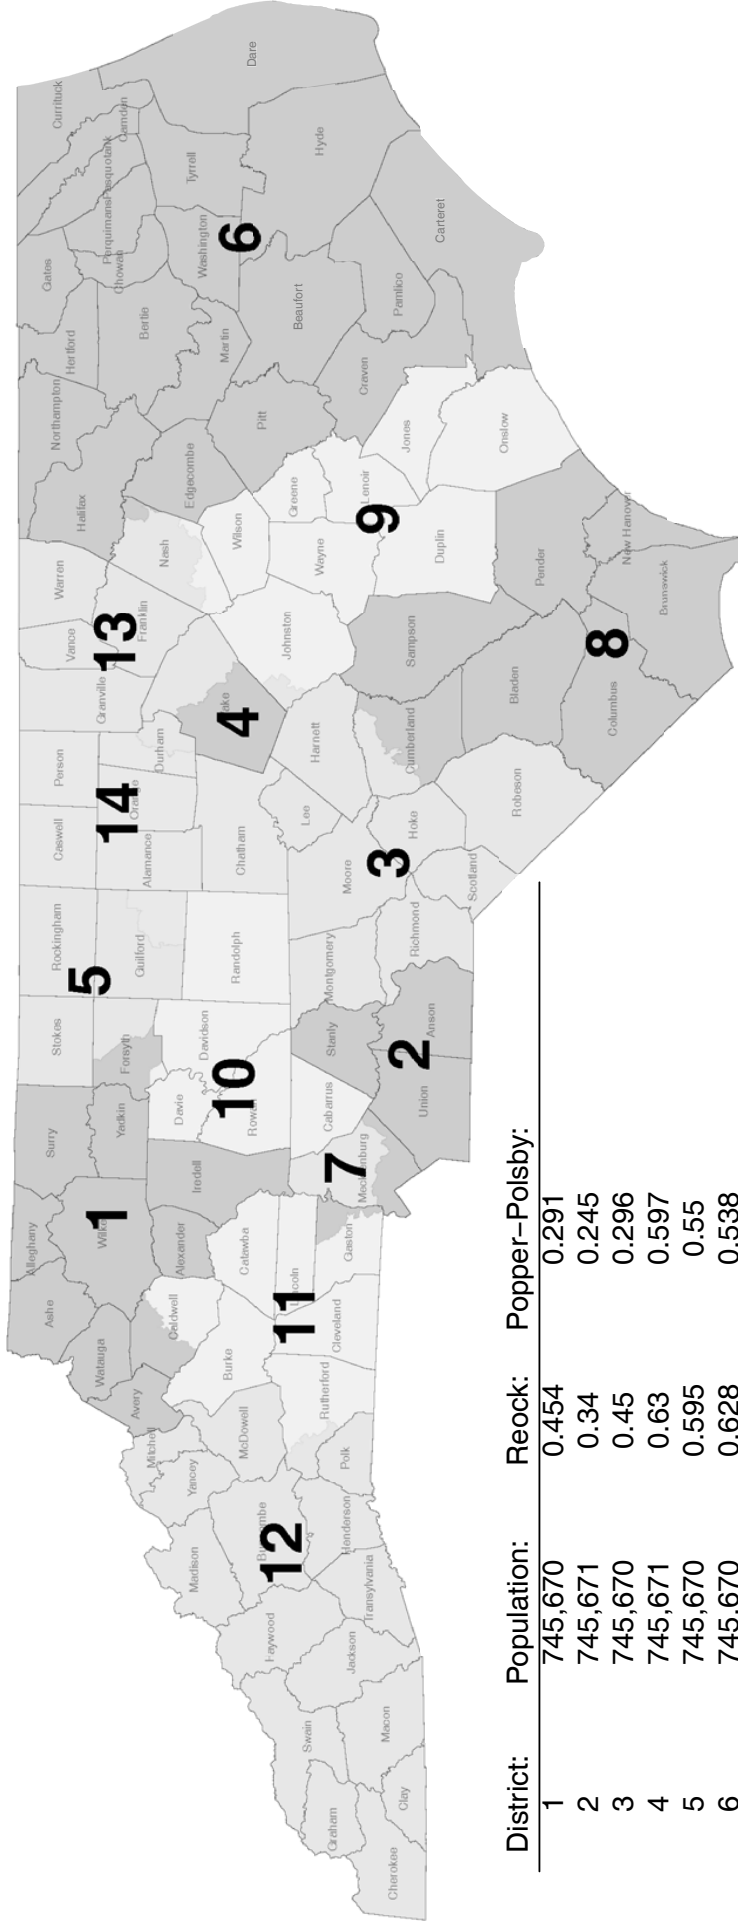 Currituck
Camden
Pasquotank
Perquimans
Gates
Chowan
Hertford
Northampton
Halifax
Warren
Vance
Granville
Person
Caswell
Rockingham
Stokes
Surry
Alleghany
Ashe
Dare
Tyrrell
Washington
Bertie
Martin
Edgecombe
Nash
Franklin
13
Durham
Orange
14
Alamance
Guilford
5
Forsyth
Yadkin
Wilkes
1
Watauga
Avery
Mitchell
Hyde
6
Beaufort
Pitt
Wilson
Wake
4
Chatham
Randolph
Davidson
Davie
10
Rowan
Iredell
Alexander
Catawba
Caldwell
Burke
McDowell
Yancey
Madison
Carteret
Pamlico
Craven
Greene
Lenoir
Wayne
Johnston
Harnett
Lee
Moore
Montgomery
Stanly
Cabarrus
7
Mecklenburg
Gaston
Lincoln
11
Cleveland
Rutherford
Polk
Buncombe
12
Henderson
Transylvania
Haywood
Jackson
Swain
Macon
Graham
Clay
Cherokee
Jones
Onslow
9
Duplin
Sampson
Cumberland
Hoke
3
Scotland
Richmond
Anson
2
Union
Pender
New Hanover
Brunswick
8
Bladen
Columbus
Robeson
District: Population: Reock: Popper−Polsby:
1 745,670 0.454 0.291
2 745,671 0.34 0.245
3 745,670 0.45 0.296
4 745,671 0.63 0.597
5 745,670 0.595 0.55
6 745,670 0.628 0.538